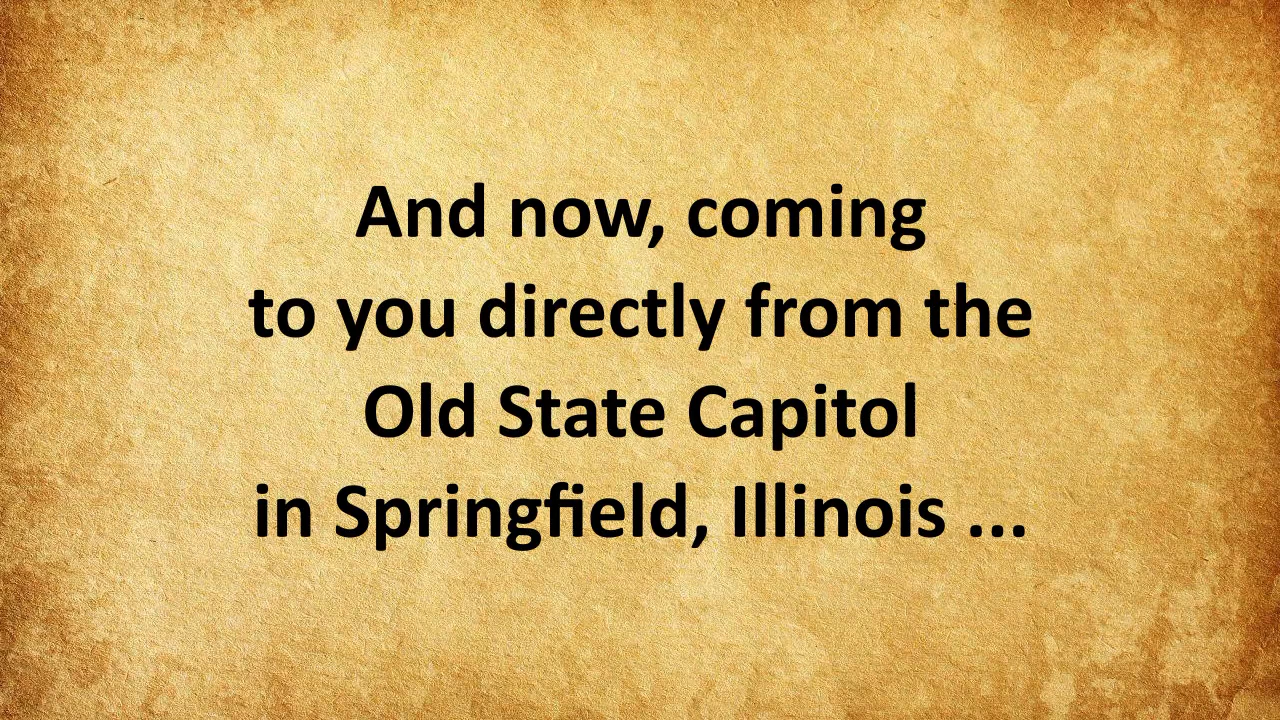 And now, coming
to you directly from the
Old State Capitol
in Springfield, Illinois ...